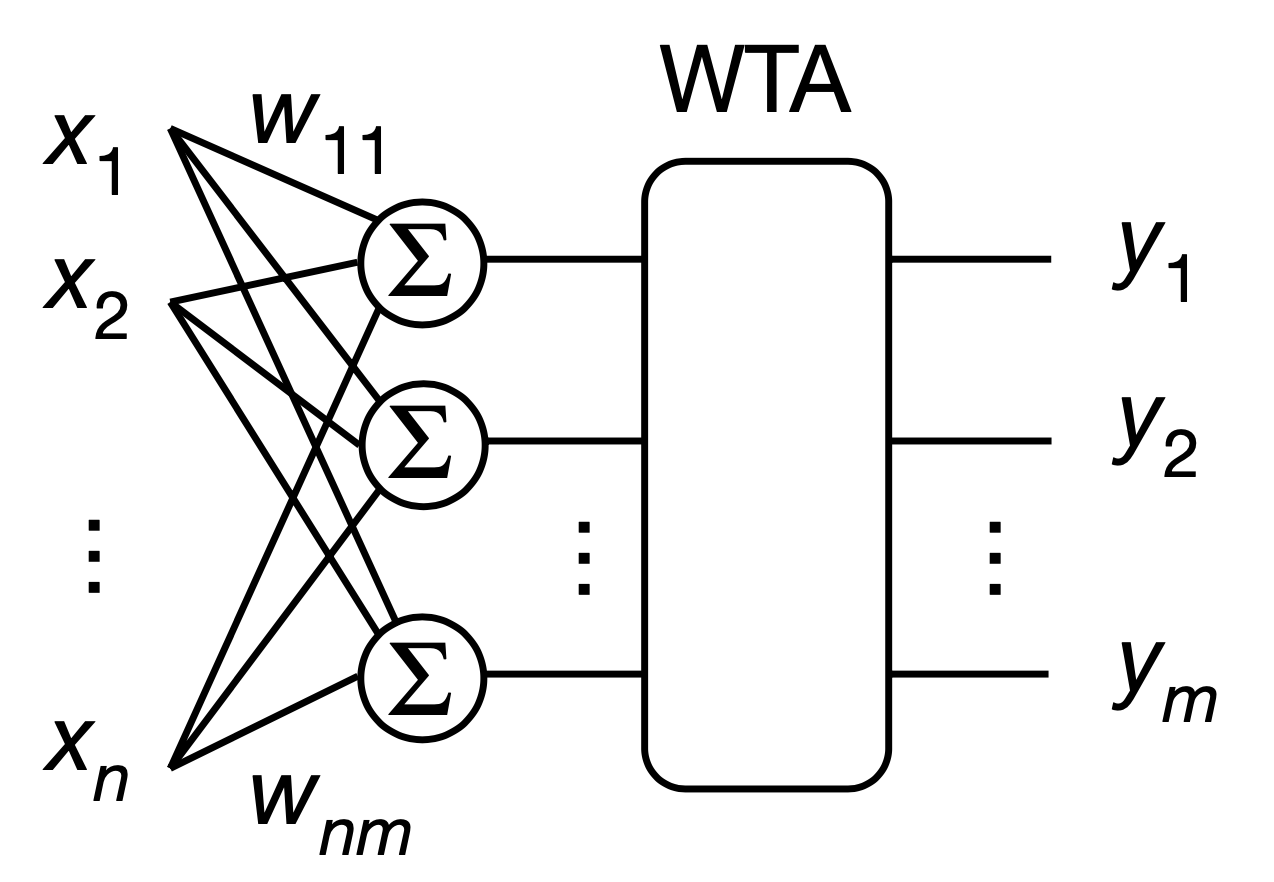 WTA
x1
w11
x2
Σ
y1
Σ
y2
⋮ ⋮ ⋮
Σ
ym
xn
wnm